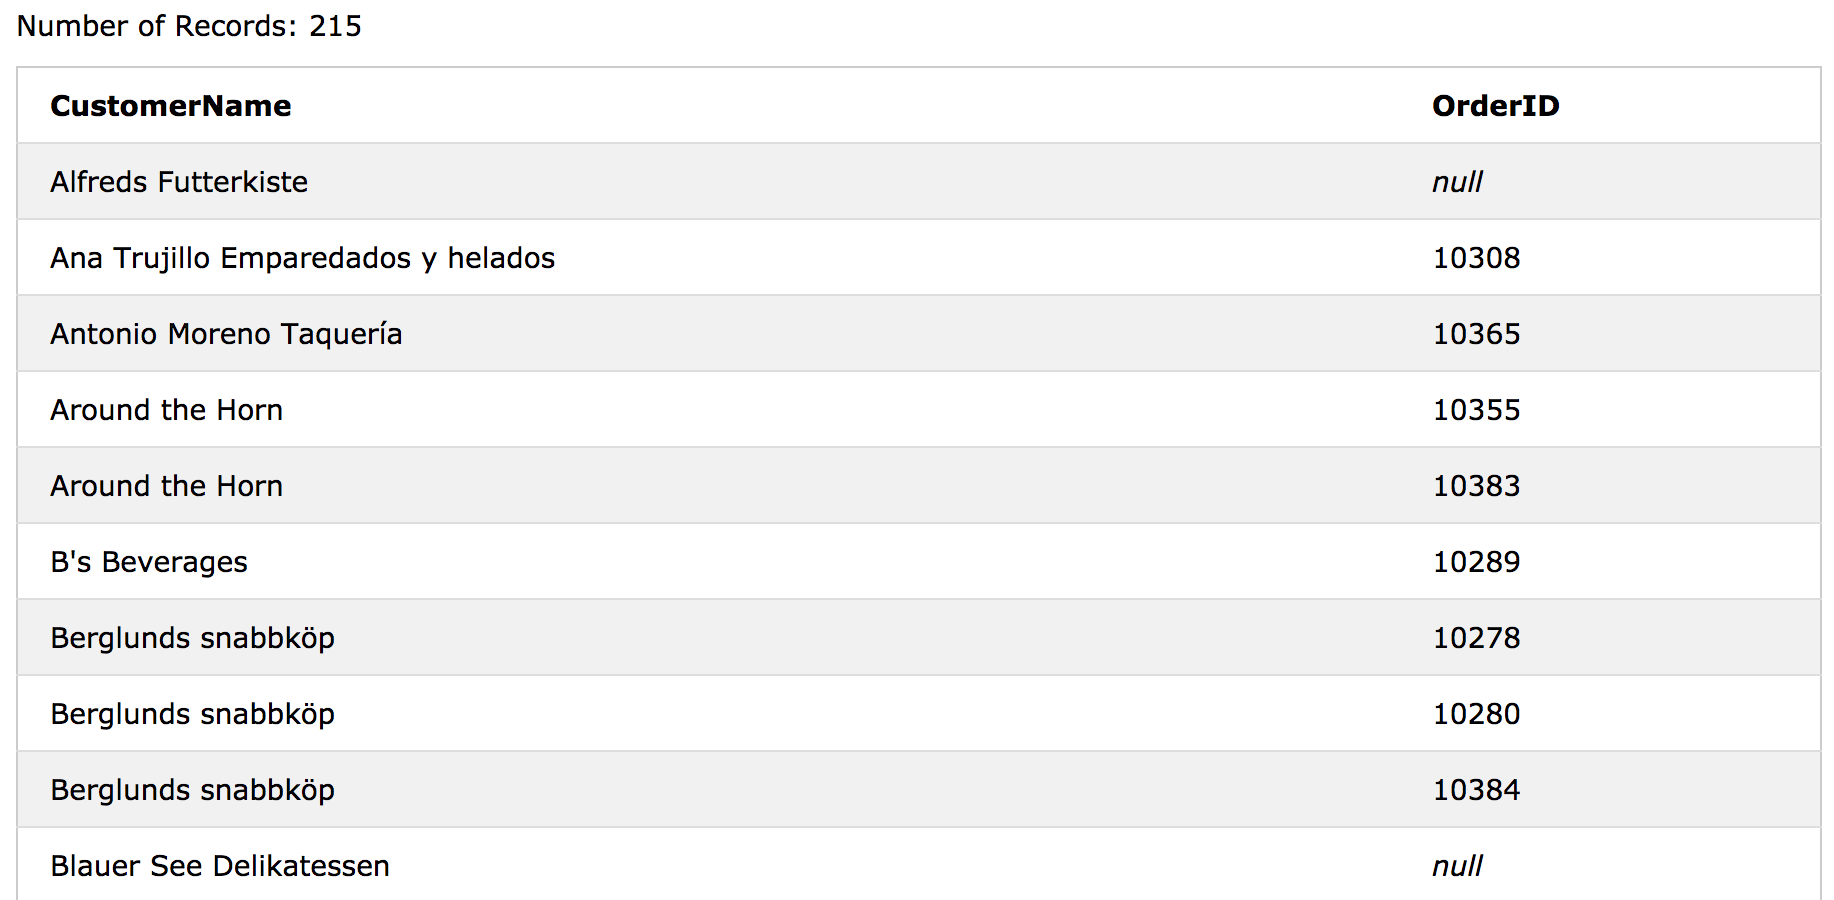 Number of Records: 215
CustomerName OrderID
Alfreds Futterkiste null
Ana Trujillo Emparedados y helados 10308
Antonio Moreno Taquería 10365
Around the Horn 10355
Around the Horn 10383
B's Beverages 10289
Berglunds snabbköp 10278
Berglunds snabbköp 10280
Berglunds snabbköp 10384
Blauer See Delikatessen null